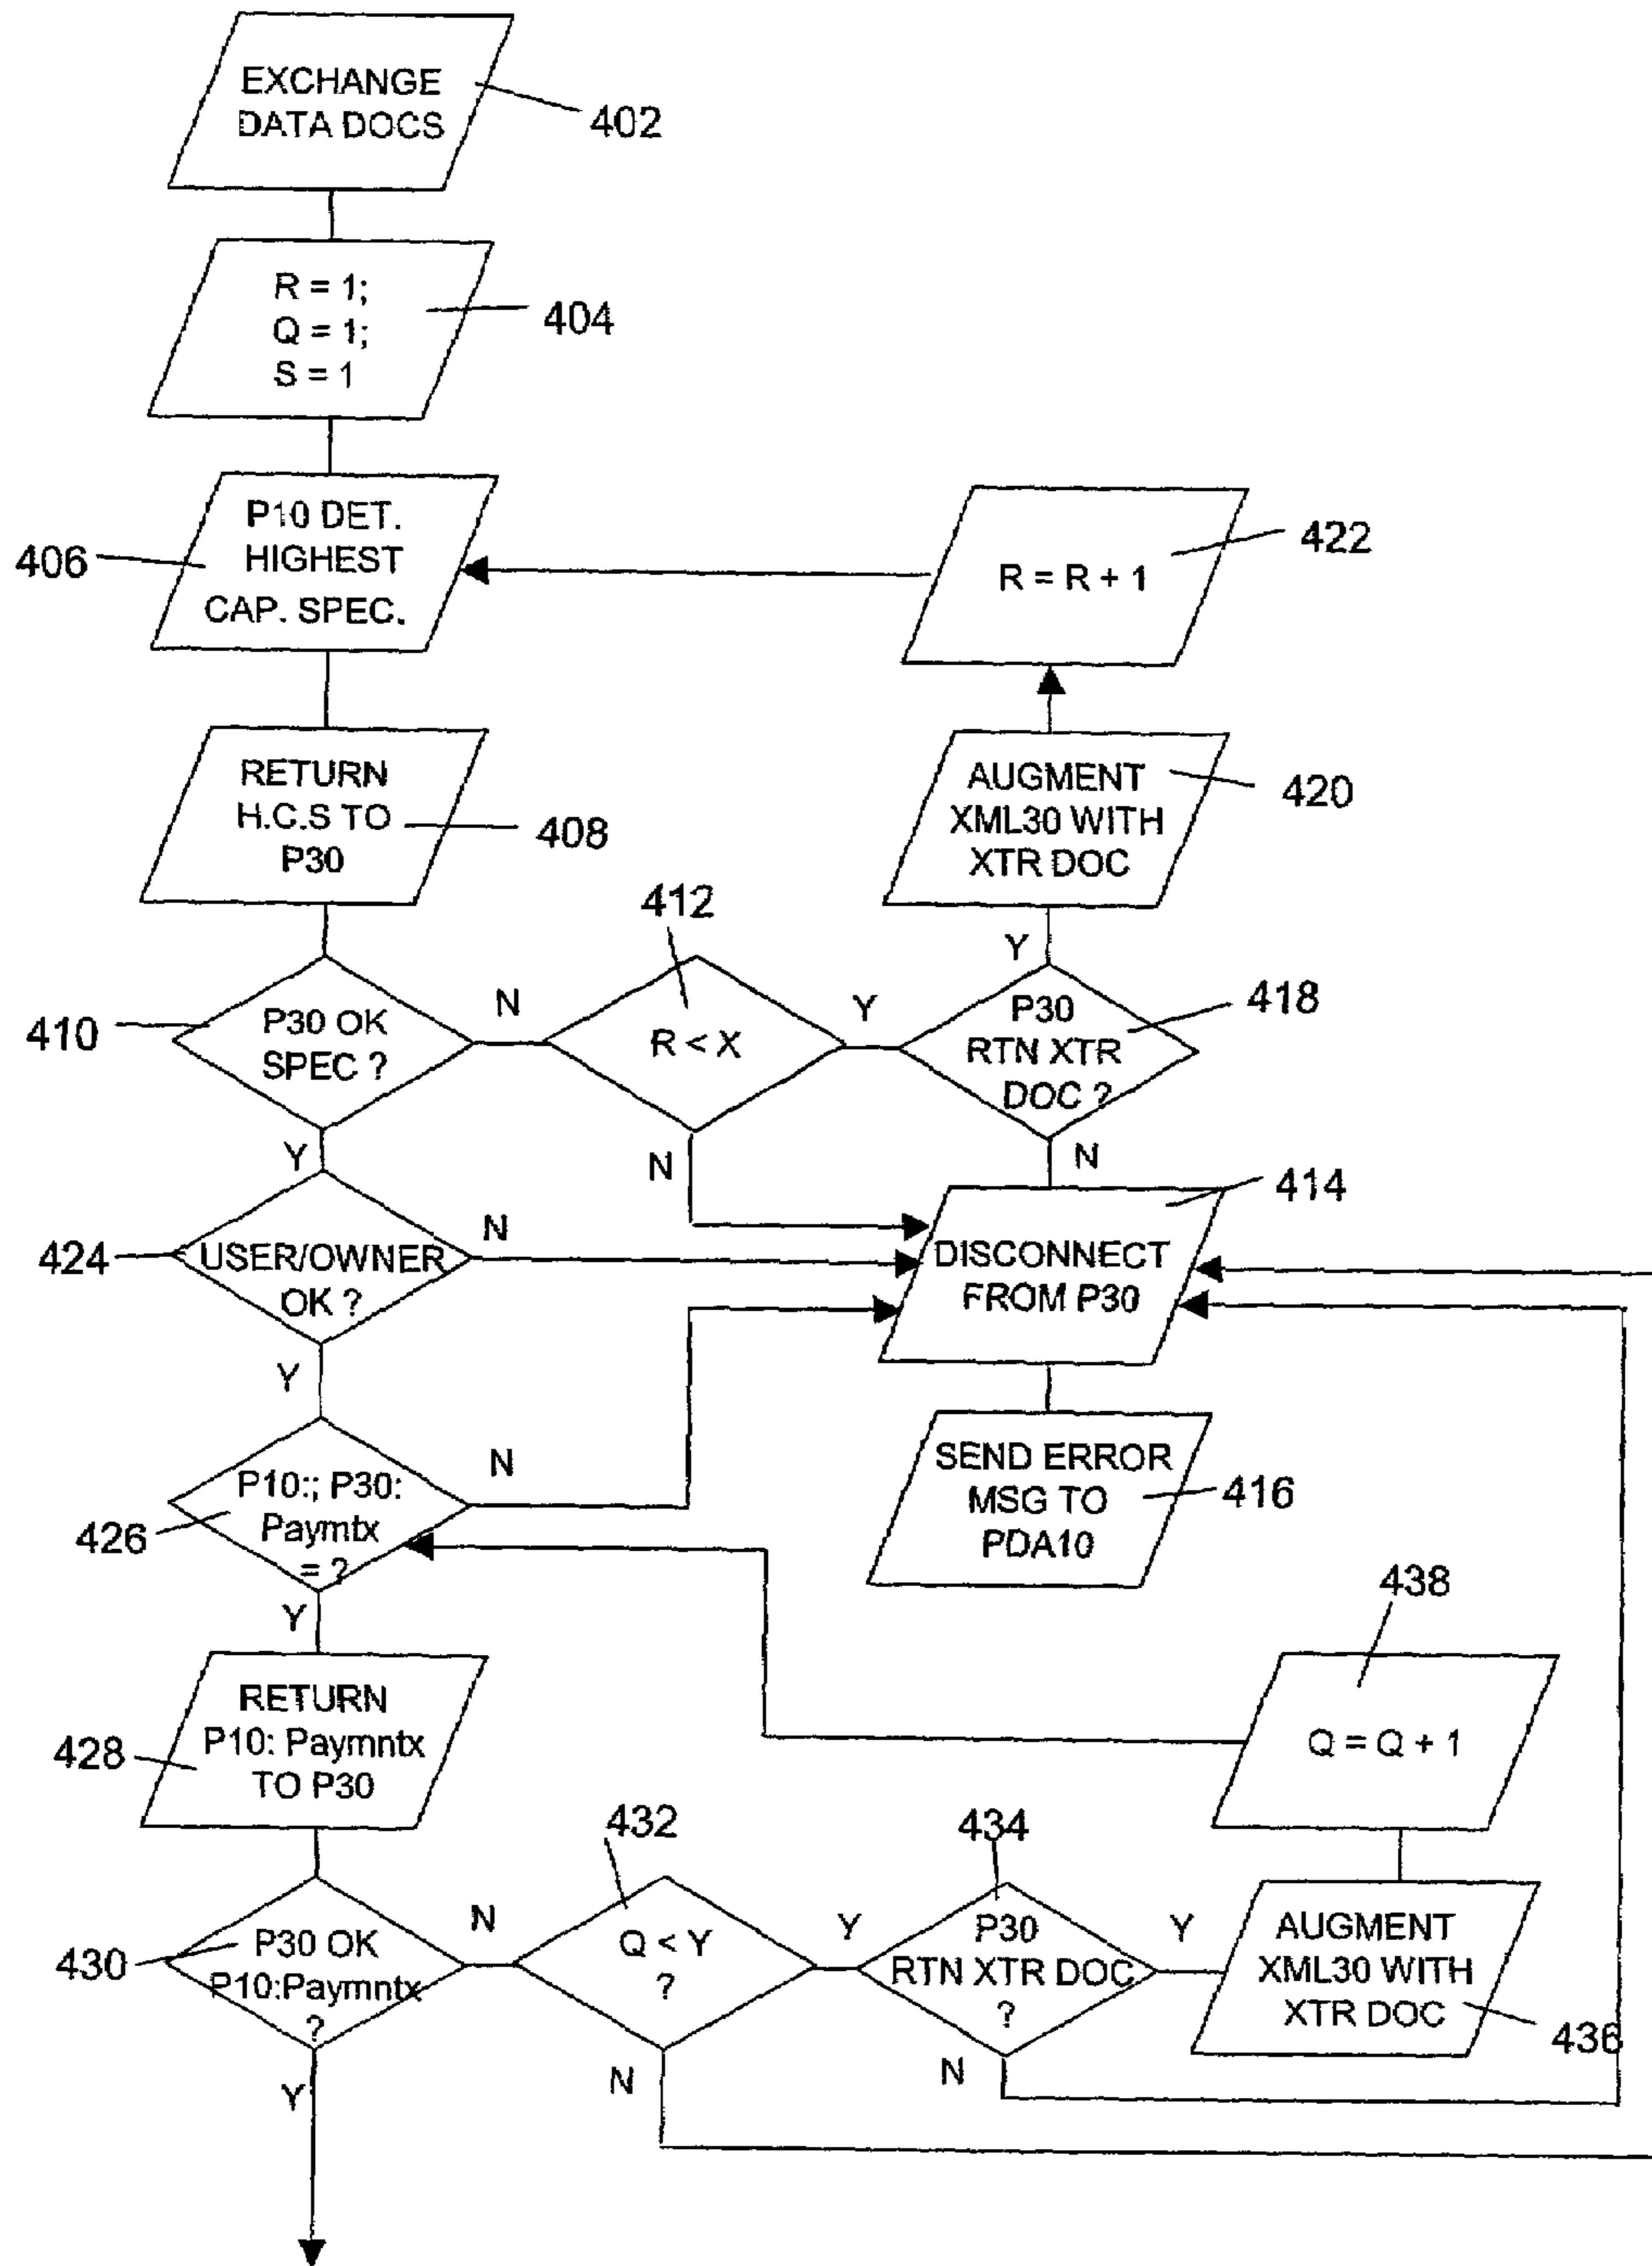 EXCHANGE
DATA DOCS
402
R = 1;
Q = 1;
S = 1
404
P10 DET.
HIGHEST
CAP. SPEC.
406
R = R + 1
422
RETURN
H.C.S TO
P30
408
AUGMENT
XML30 WITH
XTR DOC
420
412
Y
P30 OK
SPEC ?
410
N
R < X
Y
P30
RTN XTR
DOC ?
418
Y
N
N
USER/OWNER
OK ?
424
N
DISCONNECT
FROM P30
414
Y
P10:; P30:
Paymtx
= ?
426
N
SEND ERROR
MSG TO
PDA10
416
Y
RETURN
P10: Paymntx
TO P30
428
438
Q = Q + 1
432
434
P30 OK
P10:Paymntx
?
430
N
Q < Y
?
Y
P30
RTN XTR DOC
?
Y
AUGMENT
XML30 WITH
XTR DOC
436
Y
N
N